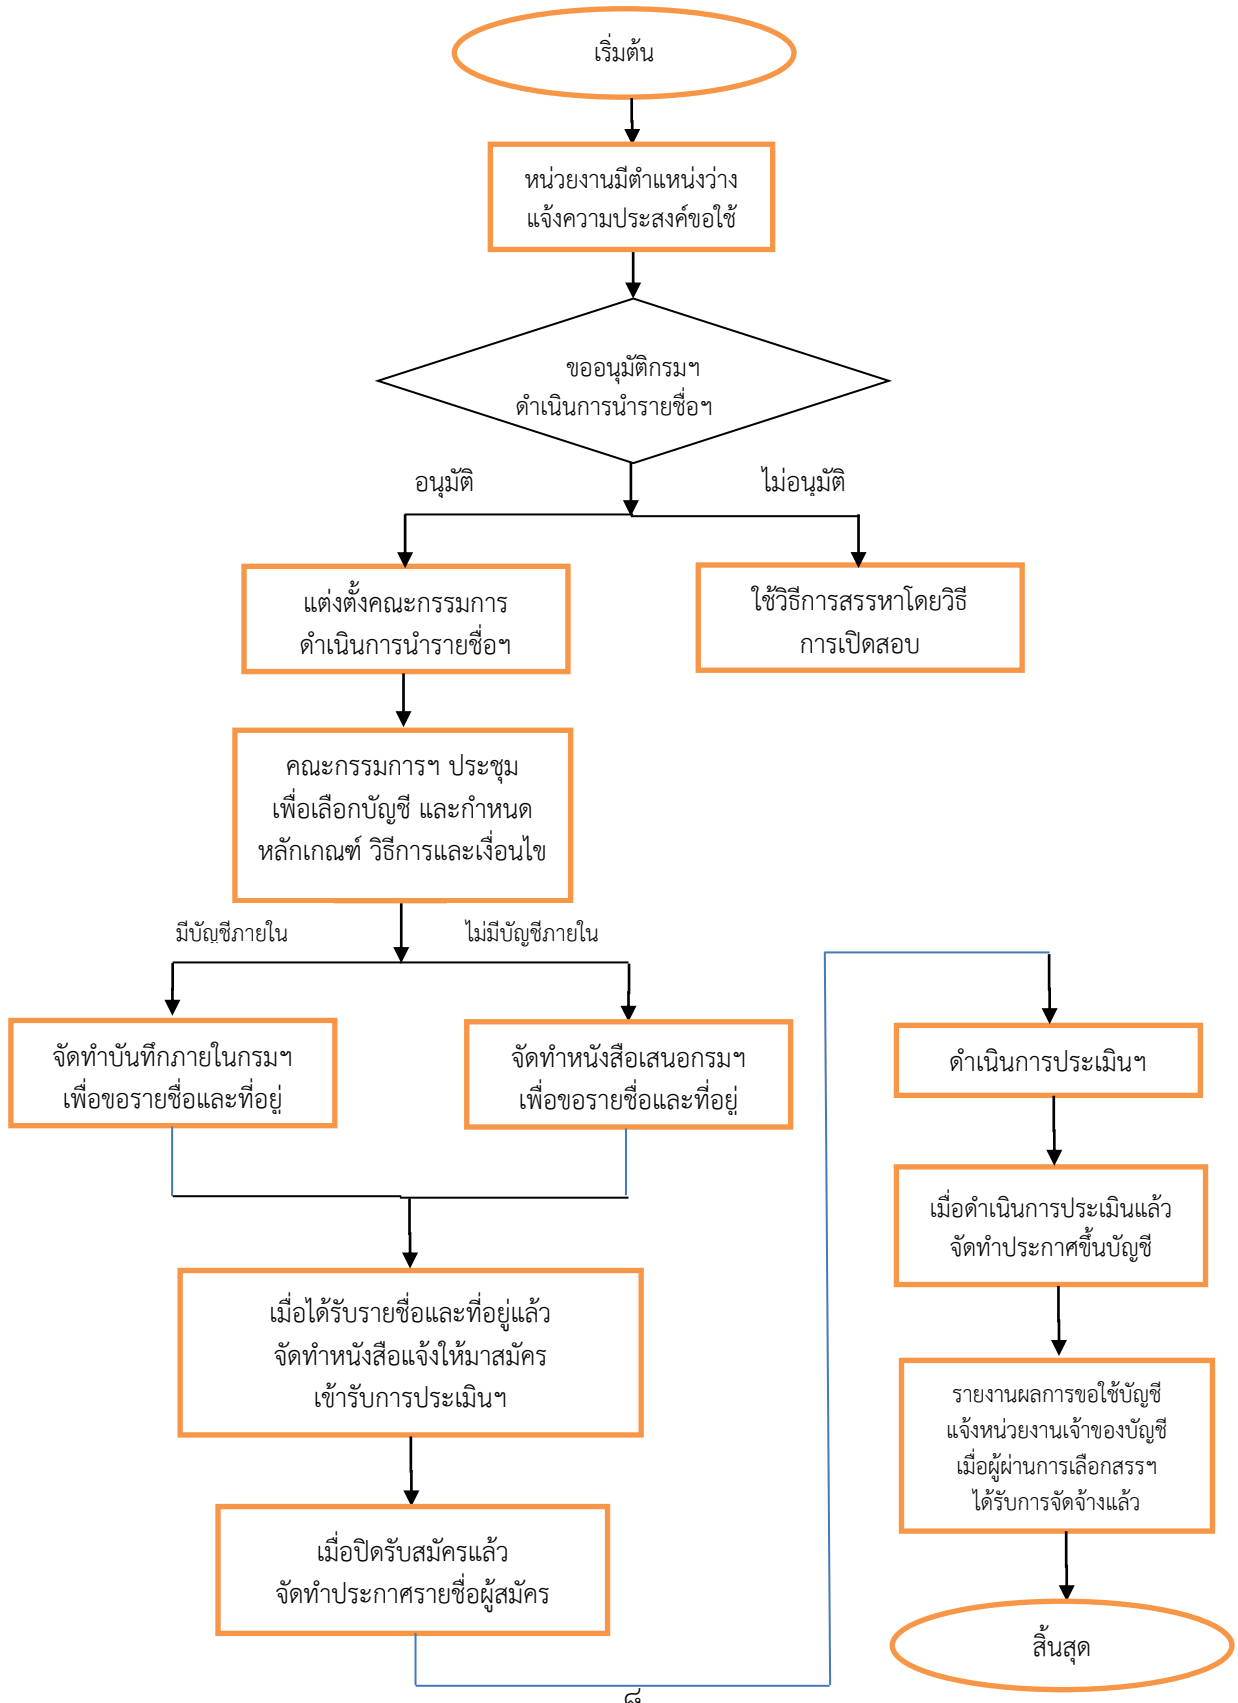 เริ่มต้น
หน่วยงานมีตำแหน่งว่าง
แจ้งความประสงค์ขอใช้
ขออนุมัติกรมฯ
ดำเนินการนำรายชื่อฯ
อนุมัติ
ไม่อนุมัติ
แต่งตั้งคณะกรรมการ
ดำเนินการนำรายชื่อฯ
ใช้วิธีการสรรหาโดยวิธี
การเปิดสอบ
คณะกรรมการฯ ประชุม
เพื่อเลือกบัญชี และกำหนด
หลักเกณฑ์ วิธีการและเงื่อนไข
มีบัญชีภายใน
ไม่มีบัญชีภายใน
จัดทำบันทึกภายในกรมฯ
เพื่อขอรายชื่อและที่อยู่
จัดทำหนังสือเสนอกรมฯ
เพื่อขอรายชื่อและที่อยู่
เมื่อได้รับรายชื่อและที่อยู่แล้ว
จัดทำหนังสือแจ้งให้มาสมัคร
เข้ารับการประเมินฯ
เมื่อปิดรับสมัครแล้ว
จัดทำประกาศรายชื่อผู้สมัคร
ดำเนินการประเมินฯ
เมื่อดำเนินการประเมินแล้ว
จัดทำประกาศขึ้นบัญชี
รายงานผลการขอใช้บัญชี
แจ้งหน่วยงานเจ้าของบัญชี
เมื่อผู้ผ่านการเลือกสรรฯ
ได้รับการจัดจ้างแล้ว
สิ้นสุด